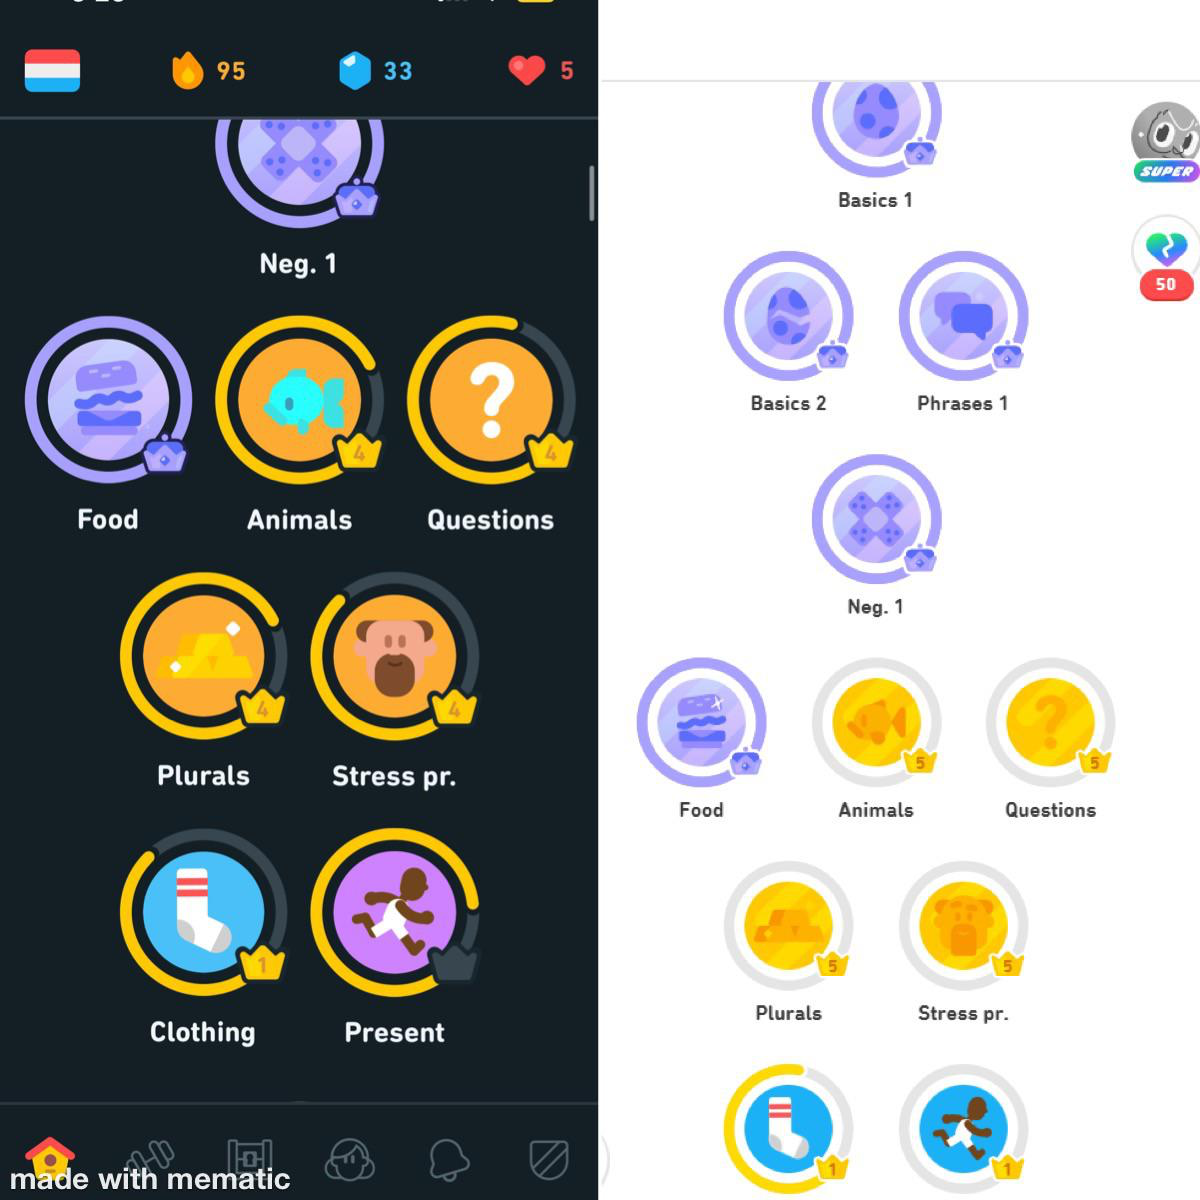 95
33
5
Neg. 1
4
4
Food
Animals
Questions
4
4
Plurals
Stress pr.
1
Clothing
Present
made with mematic
Basics 1
SUPER
50
Basics 2
Phrases 1
Neg. 1
5
5
Food
Animals
Questions
5
5
Plurals
Stress pr.
1
1